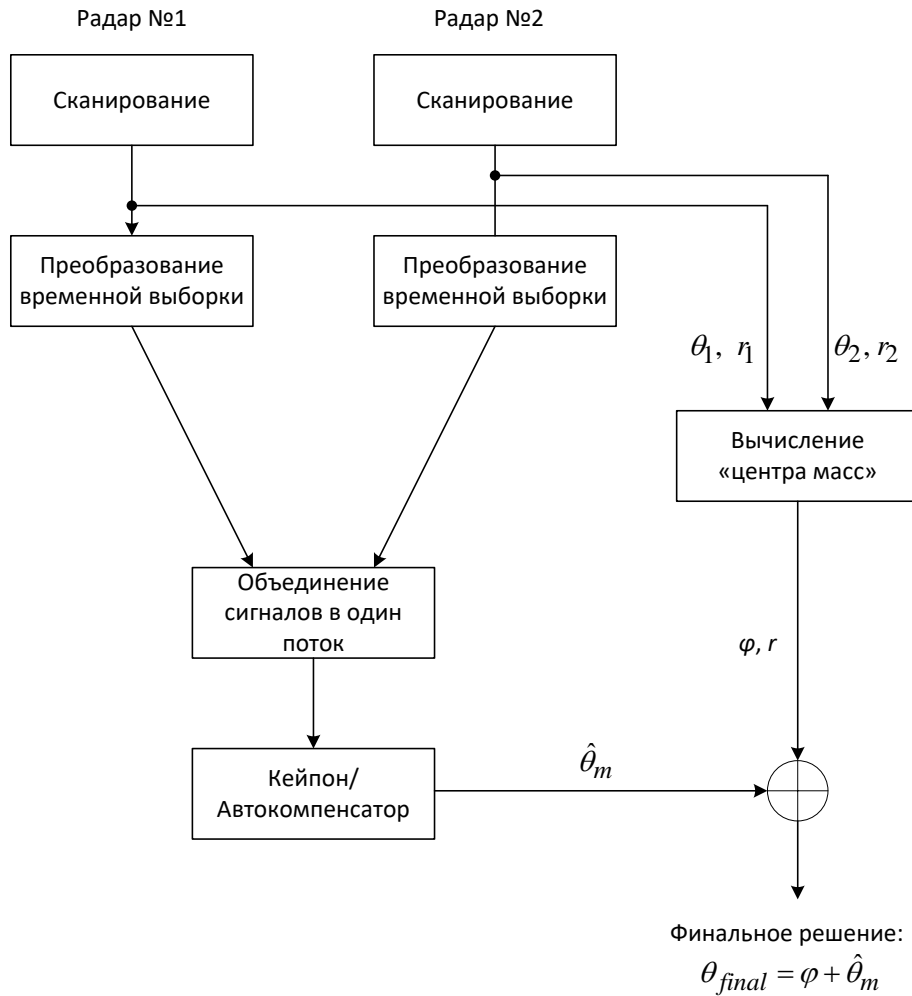 Радар №1
Радар №2
Сканирование
Сканирование
Преобразование
временной выборки
Преобразование
временной выборки
θ₁, r₁
θ₂, r₂
Вычисление
«центра масс»
Объединение
сигналов в один
поток
φ, r
Кейпон/
Автокомпенсатор
θ̂ₘ
Финальное решение:
θ_final = φ + θ̂ₘ